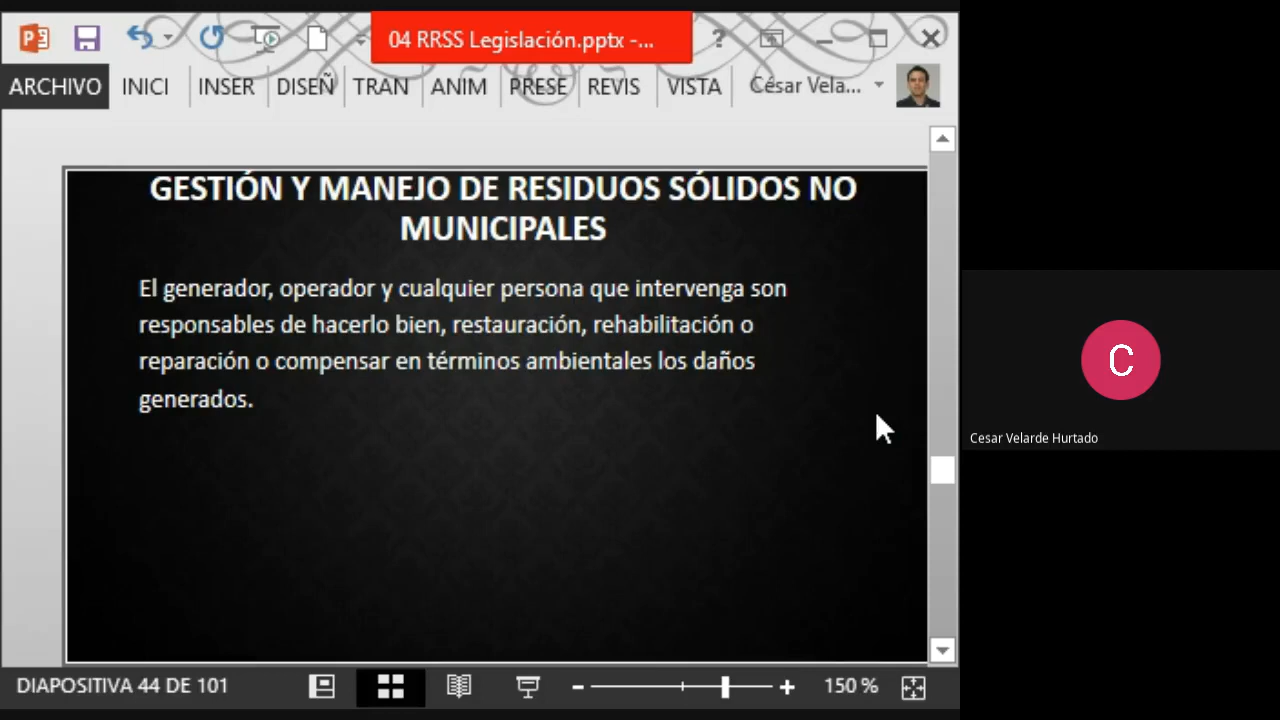 04 RRSS Legislación.pptx -...
?
ARCHIVO INICI INSER DISEÑ TRAN ANIM PRESE REVIS VISTA César Vela...
GESTIÓN Y MANEJO DE RESIDUOS SÓLIDOS NO
MUNICIPALES
El generador, operador y cualquier persona que intervenga son
responsables de hacerlo bien, restauración, rehabilitación o
reparación o compensar en términos ambientales los daños
generados.
C
Cesar Velarde Hurtado
DIAPOSITIVA 44 DE 101
150 %